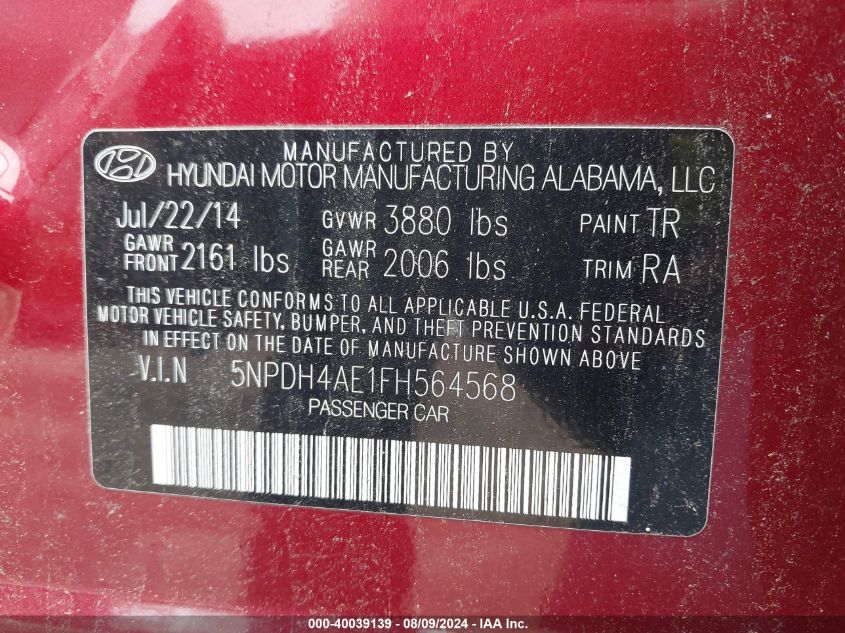 MANUFACTURED BY
HYUNDAI MOTOR MANUFACTURING ALABAMA, LLC
Jul/22/14 GVWR 3880 lbs PAINT TR
GAWR FRONT 2161 lbs GAWR REAR 2006 lbs TRIM RA
THIS VEHICLE CONFORMS TO ALL APPLICABLE U.S.A. FEDERAL
MOTOR VEHICLE SAFETY, BUMPER, AND THEFT PREVENTION STANDARDS
IN EFFECT ON THE DATE OF MANUFACTURE SHOWN ABOVE
V.I.N 5NPDH4AE1FH564568
PASSENGER CAR
000-40039139 - 08/09/2024 - IAA Inc.